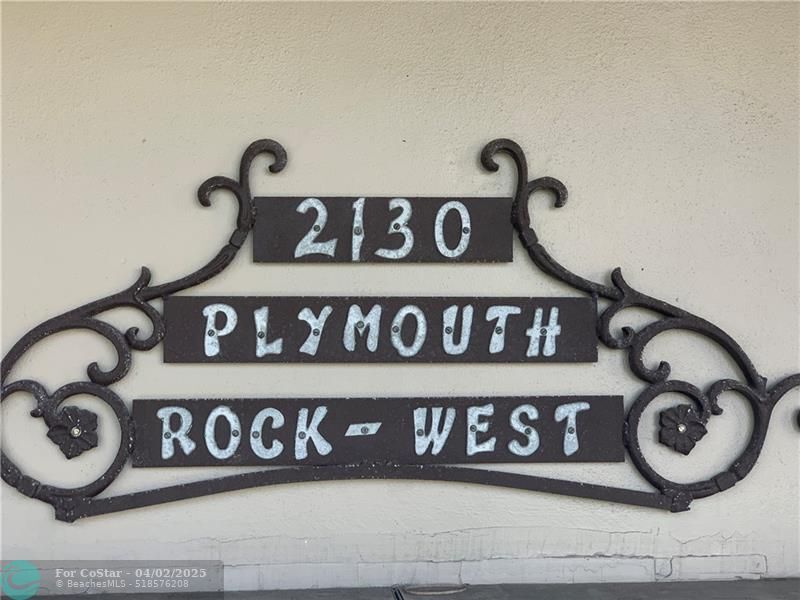 2130
PLYMOUTH
ROCK-WEST
For CoStar - 04/02/2025
© BeachesMLS - 518576208